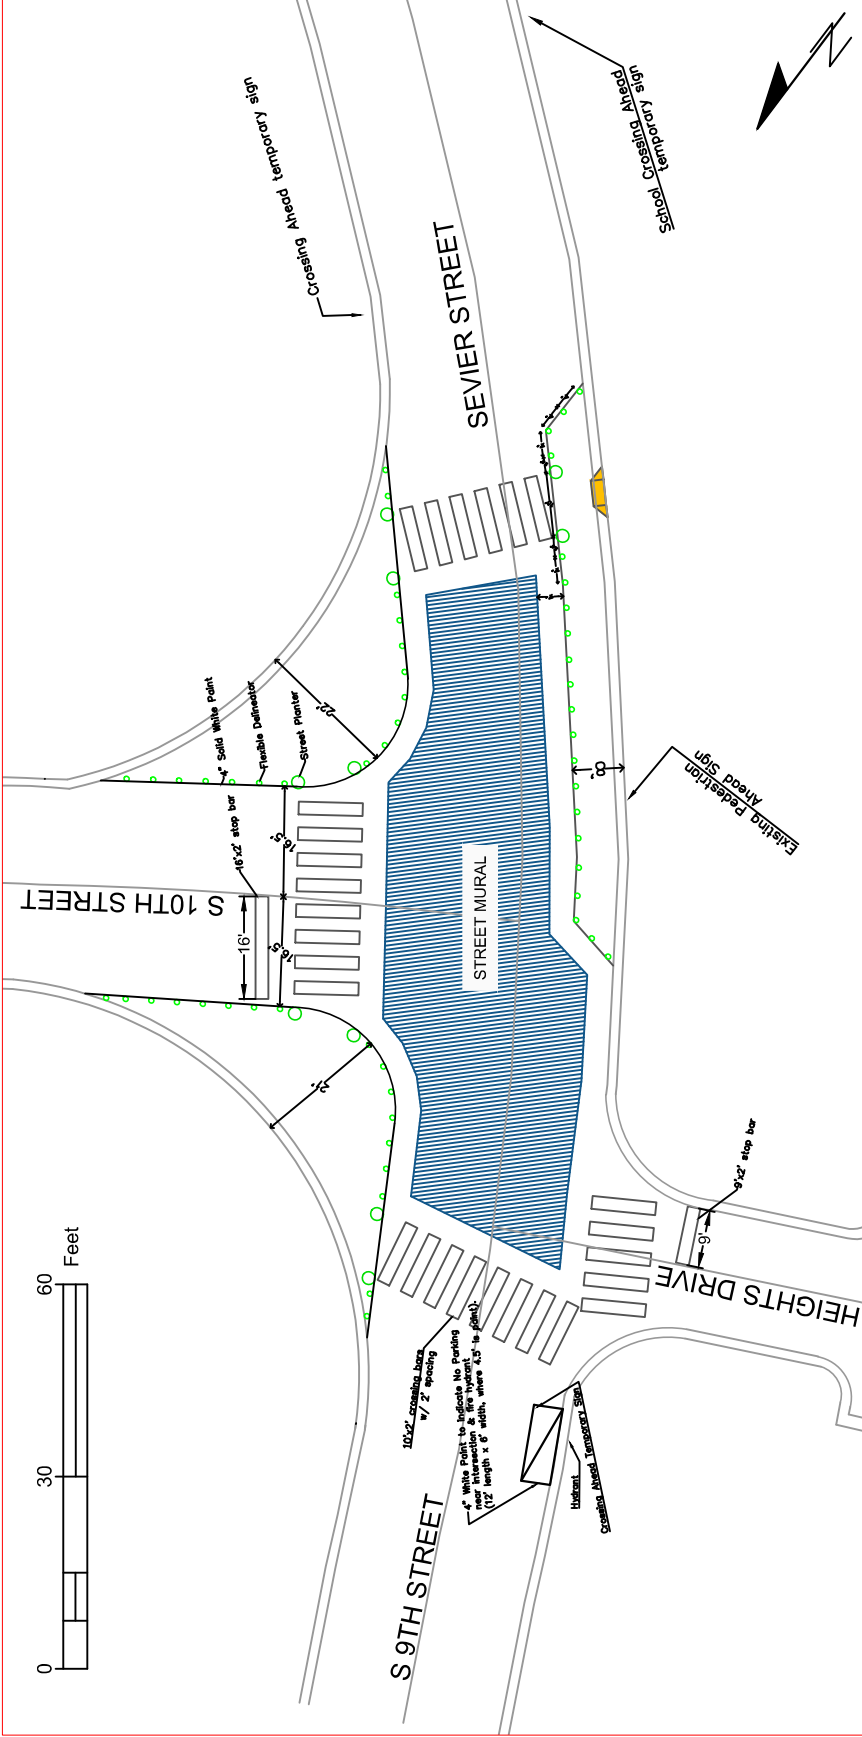 Crossing Ahead temporary sign
School Crossing Ahead
temporary sign
N
SEVIER STREET
4" Solid White Paint
Flexible Delineator
Street Planter
22'
16'x2' stop bar
16.5'
16.5'
16'
S 10TH STREET
STREET MURAL
8'
Existing Pedestrian
Ahead Sign
21'
9'x2' stop bar
9'
HEIGHTS DRIVE
0
30
60
Feet
10'x2' crossing bars
w/ 2' spacing
4" White Paint to Indicate No Parking
near intersection & fire hydrant
(12' length x 6' width, where 4.5' is paint).
Hydrant
Crossing Ahead Temporary Sign
S 9TH STREET